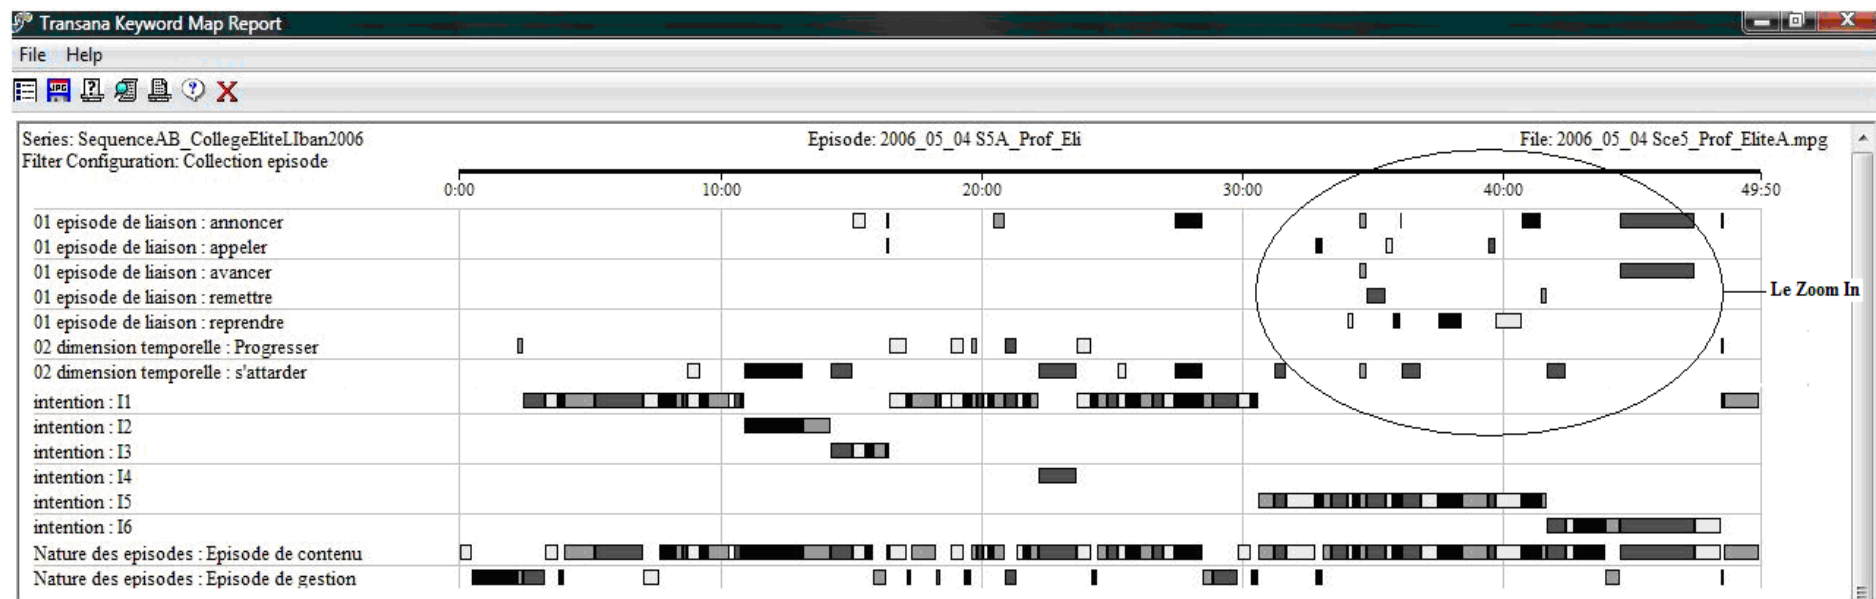 Transana Keyword Map Report
File Help
JPG
Series: SequenceAB_CollegeEliteLIban2006 Episode: 2006_05_04 S5A_Prof_Eli File: 2006_05_04 Sce5_Prof_EliteA.mpg
Filter Configuration: Collection episode
0:00 10:00 20:00 30:00 40:00 49:50
01 episode de liaison : annoncer
01 episode de liaison : appeler
01 episode de liaison : avancer
Le Zoom In
01 episode de liaison : remettre
01 episode de liaison : reprendre
02 dimension temporelle : Progresser
02 dimension temporelle : s'attarder
intention : I1
intention : I2
intention : I3
intention : I4
intention : I5
intention : I6
Nature des episodes : Episode de contenu
Nature des episodes : Episode de gestion